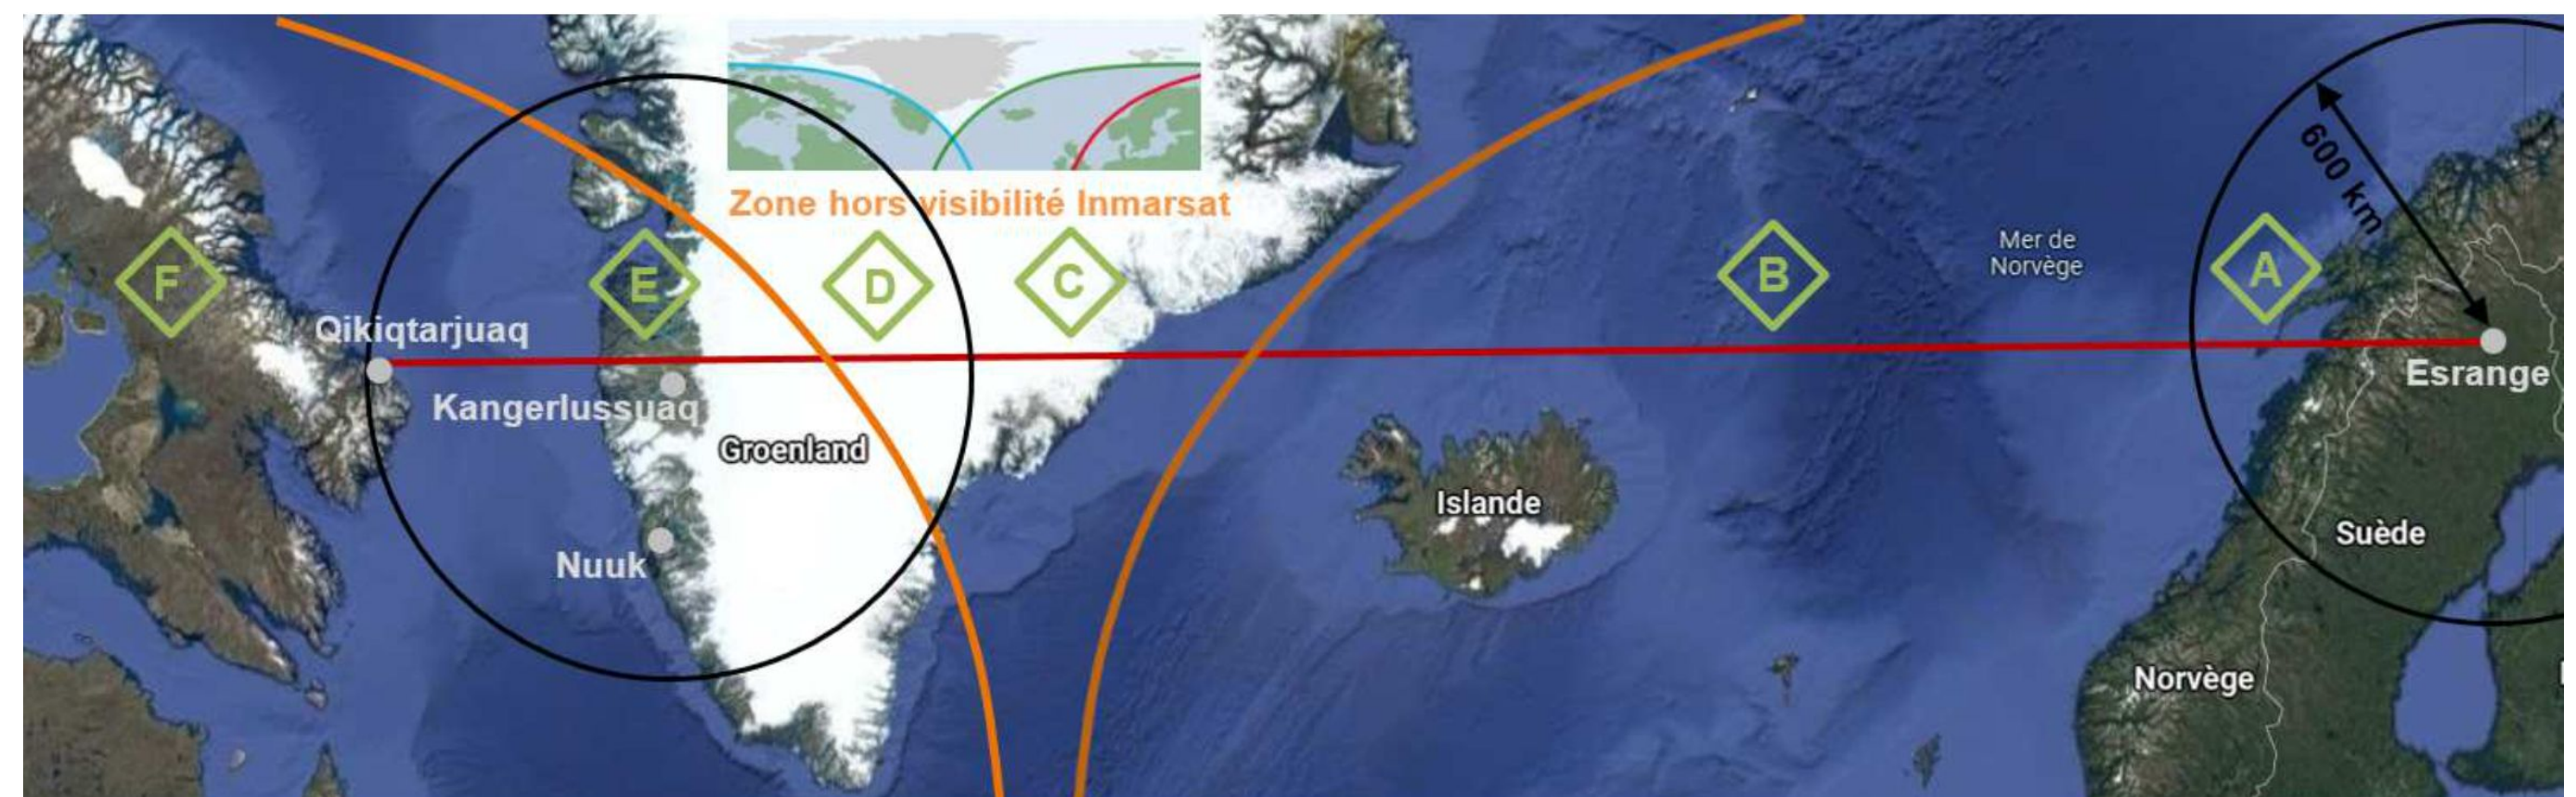 Zone hors visibilité Inmarsat
600 km
F
E
D
C
B
A
Mer de
Norvège
Qikiqtarjuaq
Esrange
Kangerlussuaq
Groenland
Islande
Suède
Nuuk
Norvège